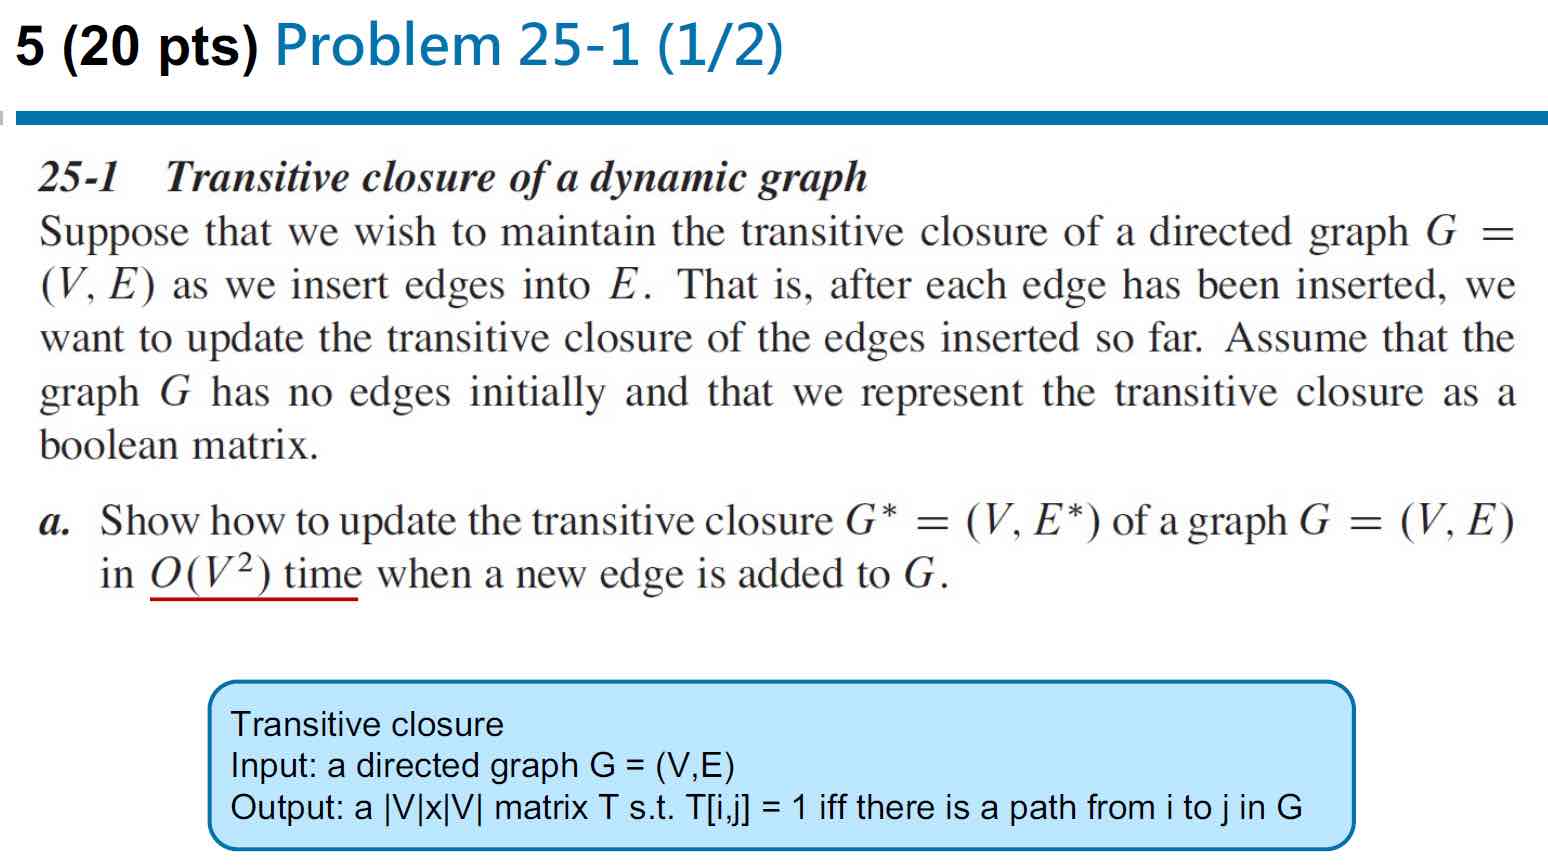 5 (20 pts) Problem 25-1 (1/2)
25-1 Transitive closure of a dynamic graph
Suppose that we wish to maintain the transitive closure of a directed graph G =
(V, E) as we insert edges into E. That is, after each edge has been inserted, we
want to update the transitive closure of the edges inserted so far. Assume that the
graph G has no edges initially and that we represent the transitive closure as a
boolean matrix.
a. Show how to update the transitive closure G* = (V, E*) of a graph G = (V, E)
in O(V²) time when a new edge is added to G.
Transitive closure
Input: a directed graph G = (V,E)
Output: a |V|x|V| matrix T s.t. T[i,j] = 1 iff there is a path from i to j in G